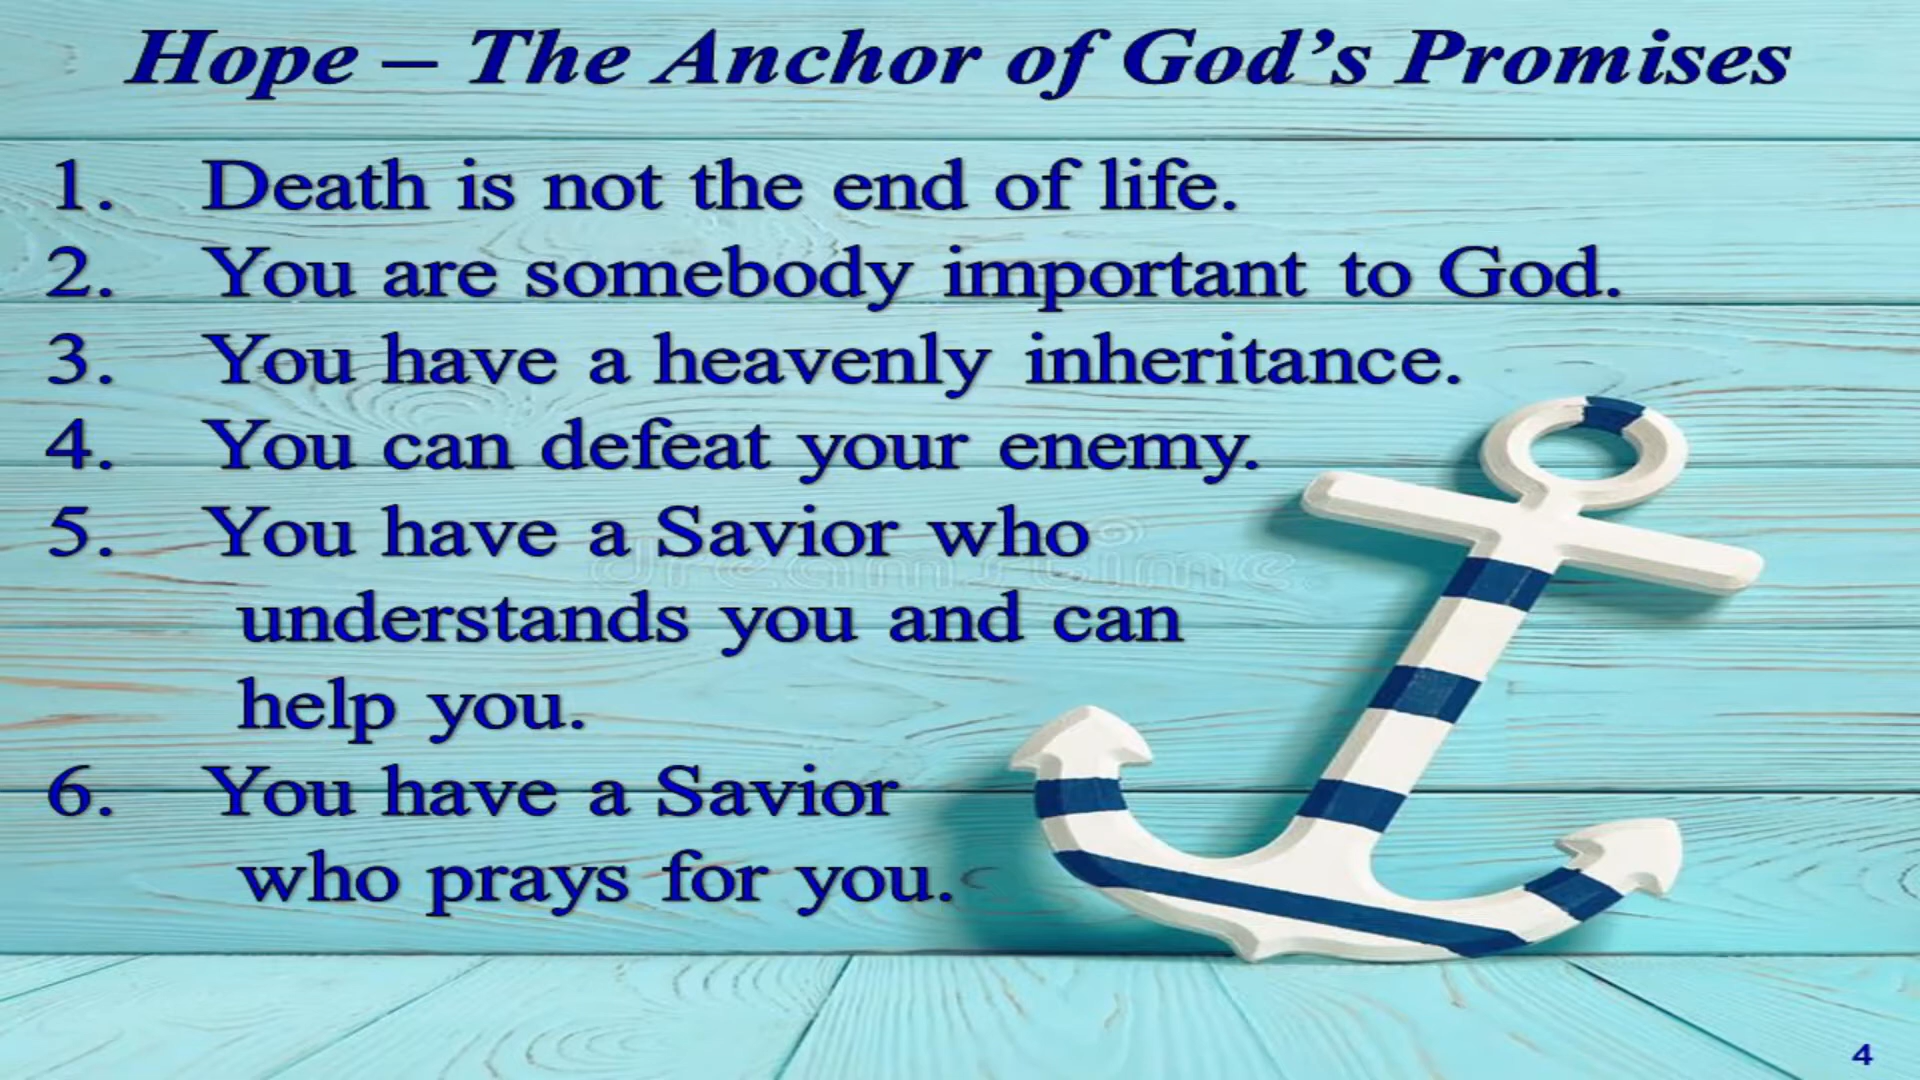 Hope – The Anchor of God’s Promises
1. Death is not the end of life.
2. You are somebody important to God.
3. You have a heavenly inheritance.
4. You can defeat your enemy.
5. You have a Savior who
understands you and can
help you.
6. You have a Savior
who prays for you.
dreamstime.
4